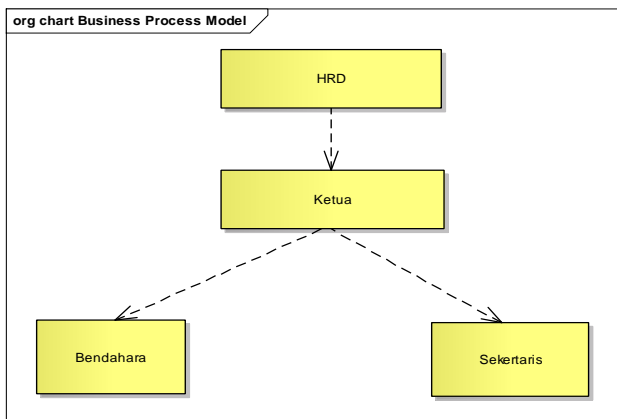 org chart Business Process Model
HRD
Ketua
Bendahara
Sekertaris